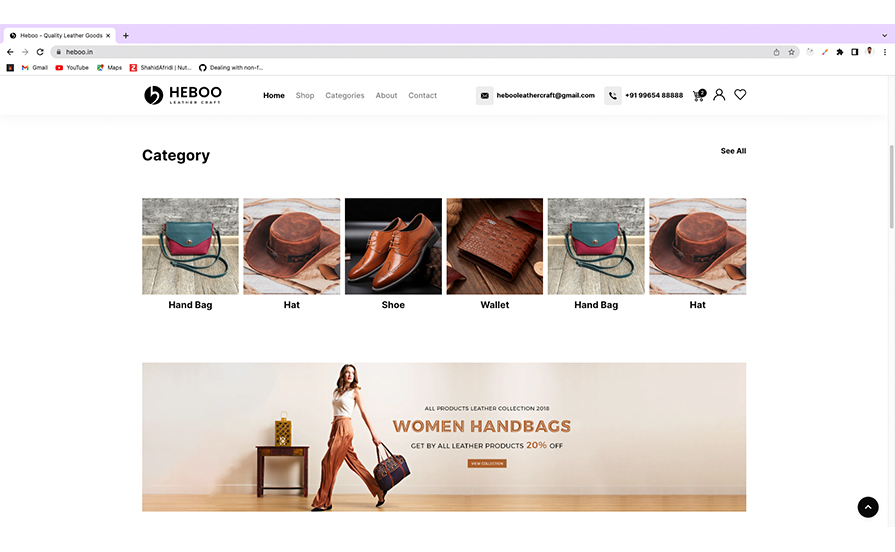 Heboo - Quality Leather Goods
heboo.in
Gmail YouTube Maps ShahidAfridi | Nut... Dealing with non-f...
HEBOO
LEATHER CRAFT
Home Shop Categories About Contact hebooleathercraft@gmail.com +91 99654 88888 2
Category See All
Hand Bag Hat Shoe Wallet Hand Bag Hat
ALL PRODUCTS LEATHER COLLECTION 2018
WOMEN HANDBAGS
GET BY ALL LEATHER PRODUCTS 20% OFF
VIEW COLLECTION